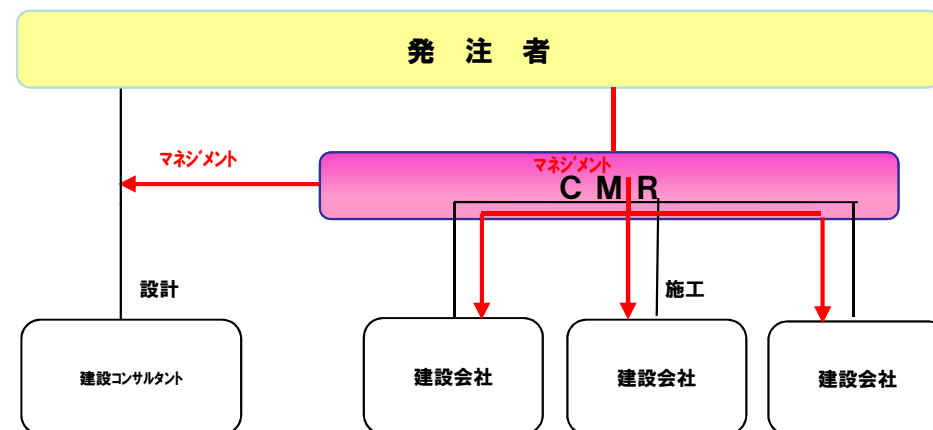 発 注 者
マネジメント
マネジメント
C M R
設計
施工
建設コンサルタント
建設会社
建設会社
建設会社